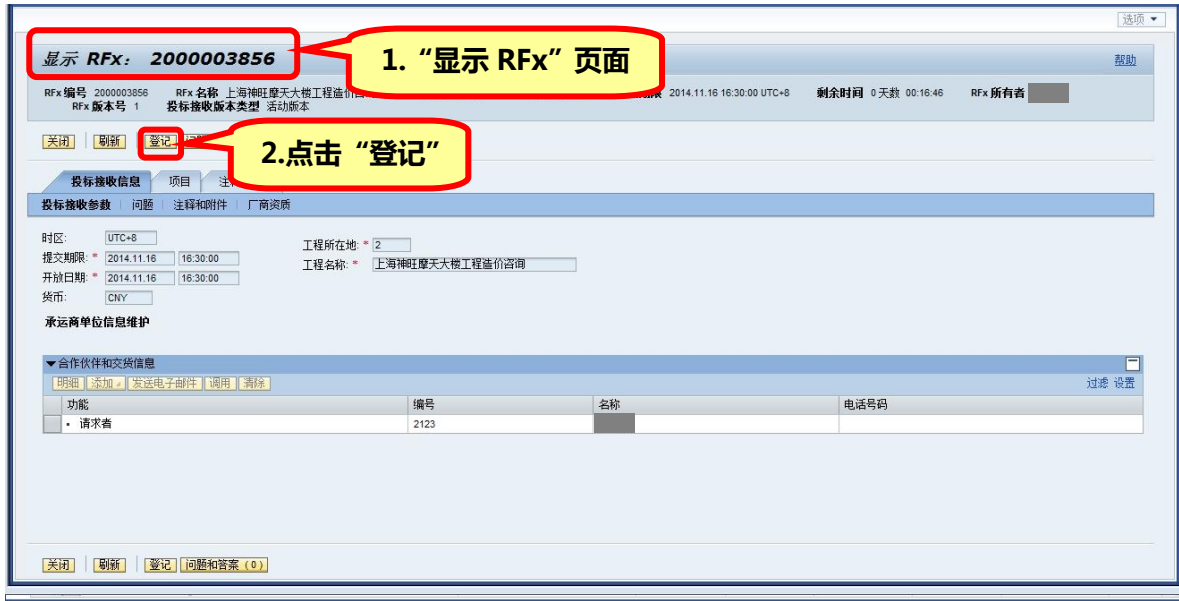 选项
显示 RFx: 2000003856
1.“显示 RFx”页面
帮助
RFx 编号 2000003856 RFx 名称 上海神旺摩天大楼工程造价 2014.11.16 16:30:00 UTC+8 剩余时间 0 天数 00:16:46 RFx 所有者
RFx 版本号 1 投标接收版本类型 活动版本
关闭 刷新 登记
2.点击“登记”
投标接收信息 项目
投标接收参数 问题 注释和附件 厂商资质
时区: UTC+8
工程所在地: * 2
提交期限: * 2014.11.16 16:30:00
工程名称: * 上海神旺摩天大楼工程造价咨询
开放日期: * 2014.11.16 16:30:00
货币: CNY
承运商单位信息维护
合作伙伴和交货信息
明细 添加 发送电子邮件 调用 清除 过滤 设置
功能 编号 名称 电话号码
• 请求者 2123
关闭 刷新 登记 问题和答案 (0)